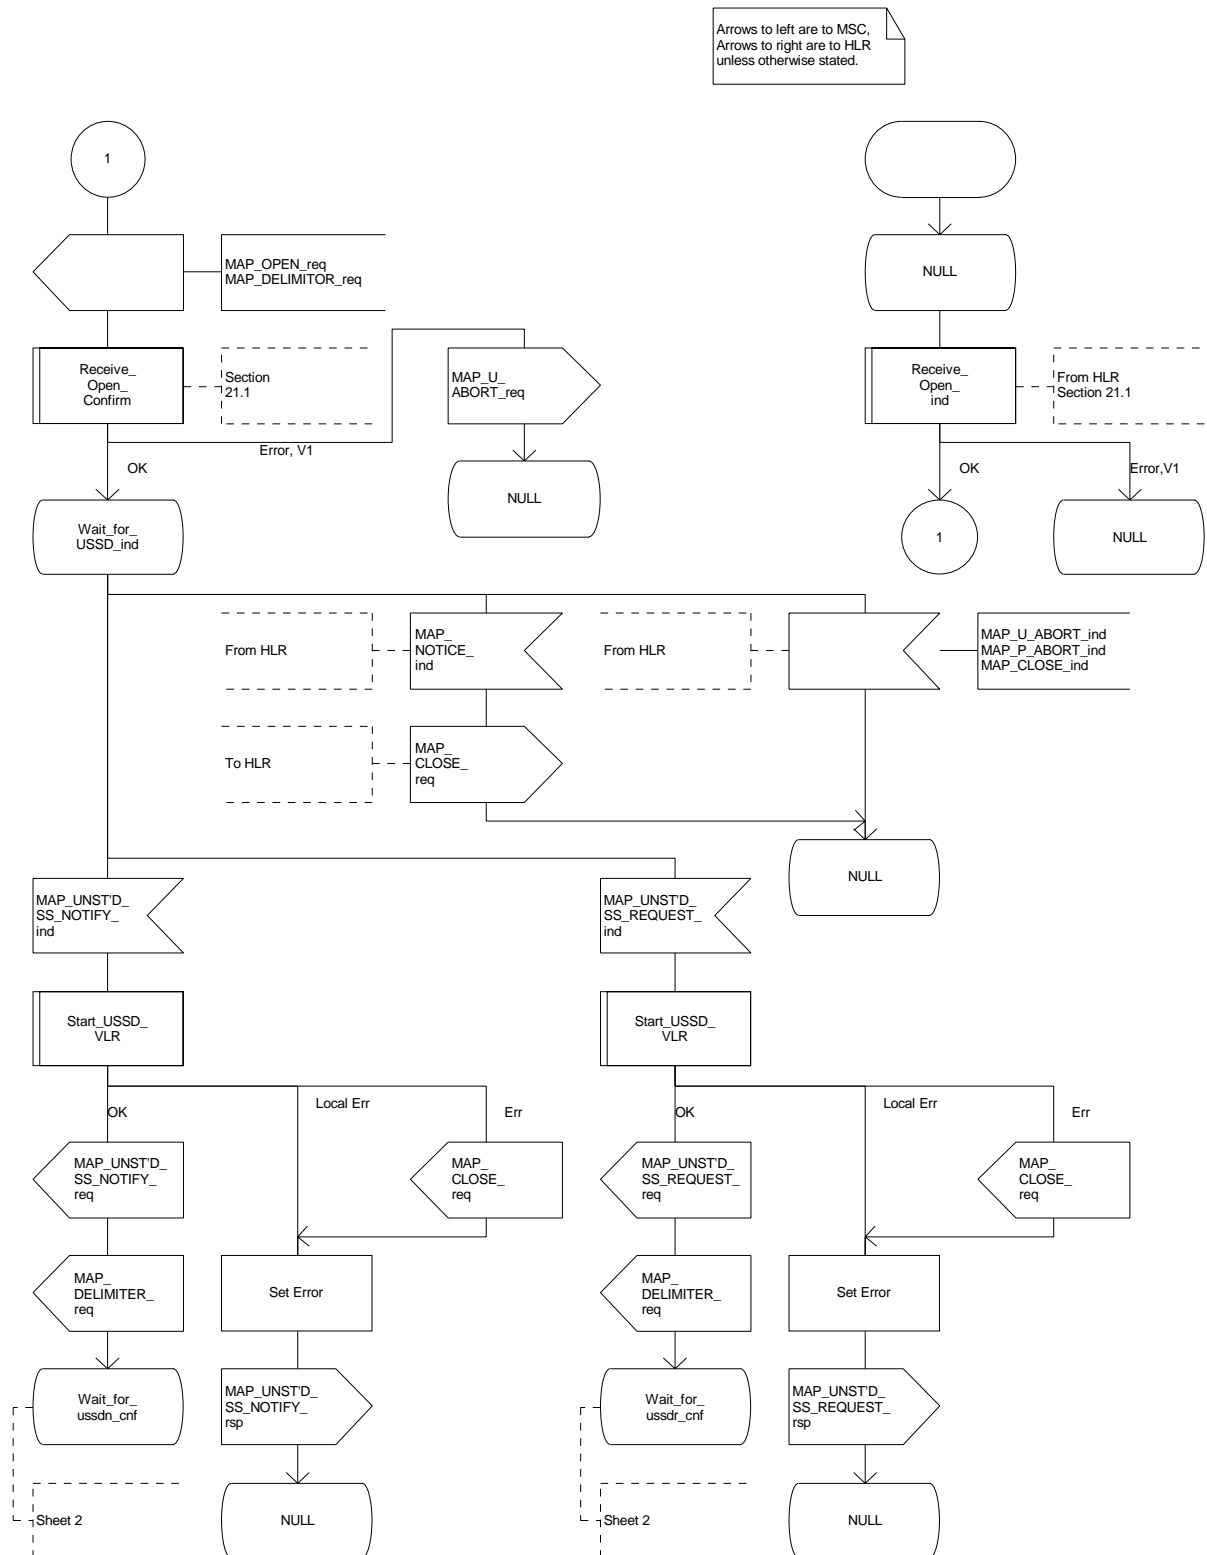 Arrows to left are to MSC,
Arrows to right are to HLR
unless otherwise stated.
1
MAP_OPEN_req
MAP_DELIMITOR_req
NULL
Receive_
Open_
Confirm
Section
21.1
MAP_U_
ABORT_req
Receive_
Open_
ind
From HLR
Section 21.1
Error, V1
OK
NULL
OK
Error,V1
Wait_for_
USSD_ind
1
NULL
From HLR
MAP_
NOTICE_
ind
From HLR
MAP_U_ABORT_ind
MAP_P_ABORT_ind
MAP_CLOSE_ind
To HLR
MAP_
CLOSE_
req
NULL
MAP_UNST'D_
SS_NOTIFY_
ind
MAP_UNST'D_
SS_REQUEST_
ind
Start_USSD_
VLR
Start_USSD_
VLR
OK
Local Err
Err
OK
Local Err
Err
MAP_UNST'D_
SS_NOTIFY_
req
MAP_
CLOSE_
req
MAP_UNST'D_
SS_REQUEST_
req
MAP_
CLOSE_
req
MAP_
DELIMITER_
req
Set Error
MAP_
DELIMITER_
req
Set Error
Wait_for_
ussdn_cnf
MAP_UNST'D_
SS_NOTIFY_
rsp
Wait_for_
ussdr_cnf
MAP_UNST'D_
SS_REQUEST_
rsp
Sheet 2
NULL
Sheet 2
NULL